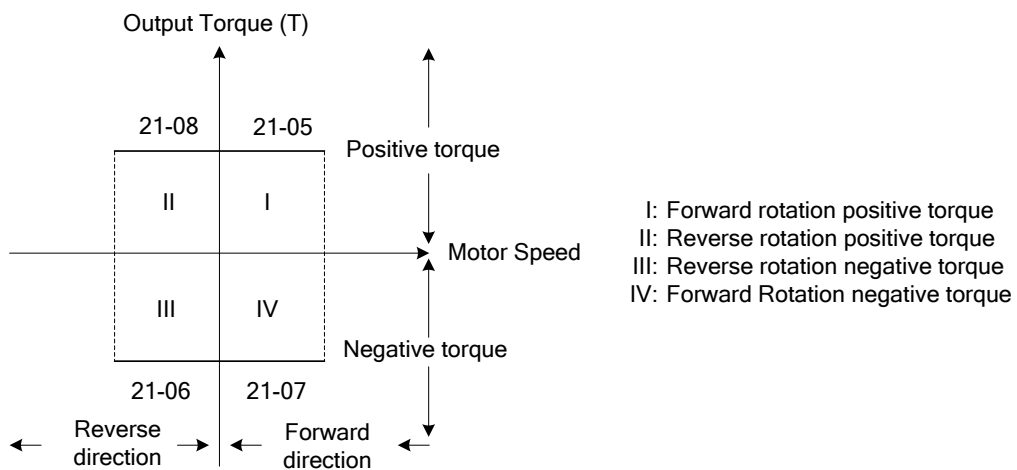 Output Torque (T)
21-08
21-05
Positive torque
II
I
Motor Speed
III
IV
Negative torque
21-06
21-07
Reverse
direction
Forward
direction
I: Forward rotation positive torque
II: Reverse rotation positive torque
III: Reverse rotation negative torque
IV: Forward Rotation negative torque